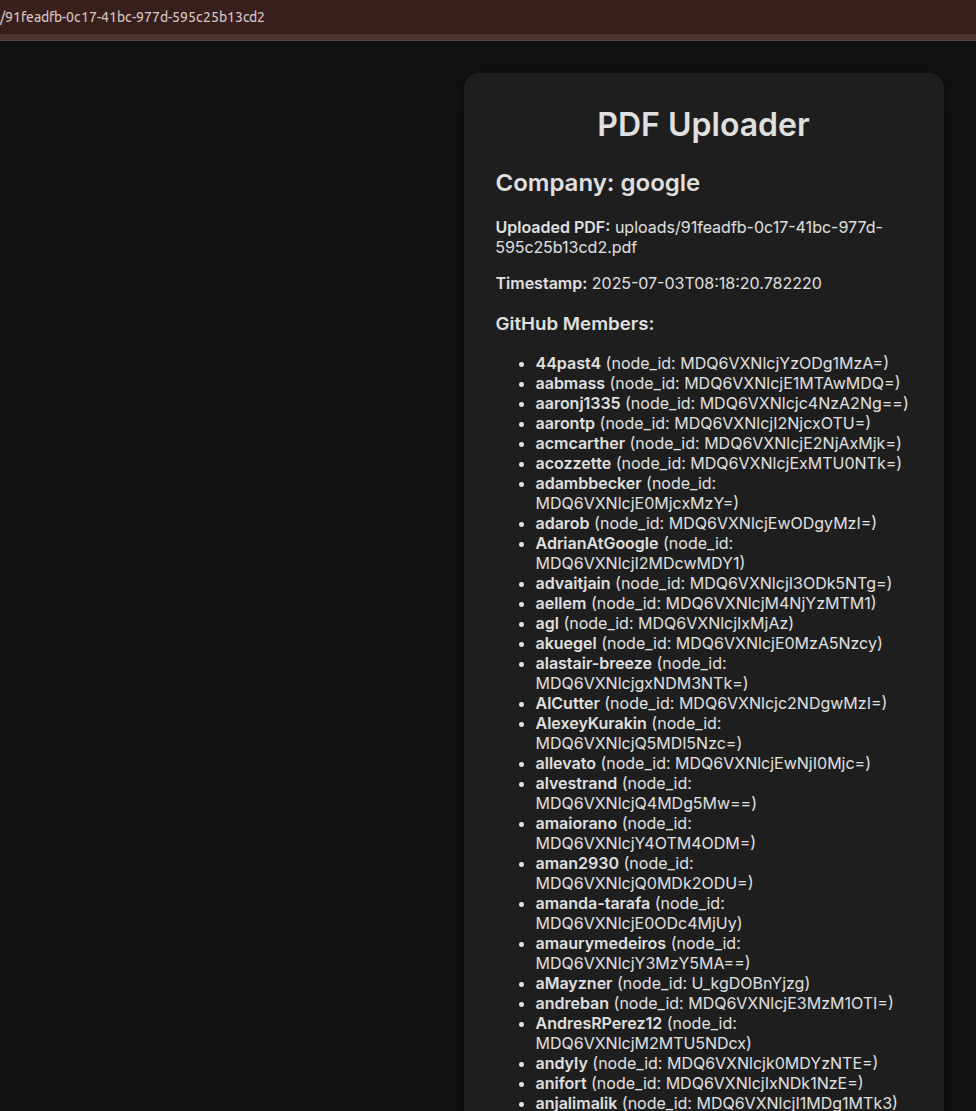 /91feadfb-0c17-41bc-977d-595c25b13cd2
PDF Uploader
Company: google
Uploaded PDF: uploads/91feadfb-0c17-41bc-977d-
595c25b13cd2.pdf
Timestamp: 2025-07-03T08:18:20.782220
GitHub Members:
• 44past4 (node_id: MDQ6VXNlcjYzODg1MzA=)
• aabmass (node_id: MDQ6VXNlcjE1MTAwMDQ=)
• aaronj1335 (node_id: MDQ6VXNlcjc4NzA2Ng==)
• aarontp (node_id: MDQ6VXNlcjI2NjcxOTU=)
• acmcarther (node_id: MDQ6VXNlcjE2NjAxMjk=)
• acozzette (node_id: MDQ6VXNlcjExMTU0NTk=)
• adambbecker (node_id:
MDQ6VXNlcjE0MjcxMzY=)
• adarob (node_id: MDQ6VXNlcjEwODgyMzI=)
• AdrianAtGoogle (node_id:
MDQ6VXNlcjI2MDcwMDY1)
• advaitjain (node_id: MDQ6VXNlcjI3ODk5NTg=)
• aellem (node_id: MDQ6VXNlcjM4NjYzMTM1)
• agl (node_id: MDQ6VXNlcjIxMjAz)
• akuegel (node_id: MDQ6VXNlcjE0MzA5Nzcy)
• alastair-breeze (node_id:
MDQ6VXNlcjgxNDM3NTk=)
• AlCutter (node_id: MDQ6VXNlcjc2NDgwMzI=)
• AlexeyKurakin (node_id:
MDQ6VXNlcjQ5MDI5Nzc=)
• allevato (node_id: MDQ6VXNlcjEwNjI0Mjc=)
• alvestrand (node_id:
MDQ6VXNlcjQ4MDg5Mw==)
• amaiorano (node_id:
MDQ6VXNlcjY4OTM4ODM=)
• aman2930 (node_id:
MDQ6VXNlcjQ0MDk2ODU=)
• amanda-tarafa (node_id:
MDQ6VXNlcjE0ODc4MjUy)
• amaurymedeiros (node_id:
MDQ6VXNlcjY3MzY5MA==)
• aMayzner (node_id: U_kgDOBnYjzg)
• andreban (node_id: MDQ6VXNlcjE3MzM1OTI=)
• AndresRPerez12 (node_id:
MDQ6VXNlcjM2MTU5NDcx)
• andyly (node_id: MDQ6VXNlcjk0MDYzNTE=)
• anifort (node_id: MDQ6VXNlcjIxNDk1NzE=)
• anjalimalik (node_id: MDQ6VXNlcjI1MDg1MTk3)